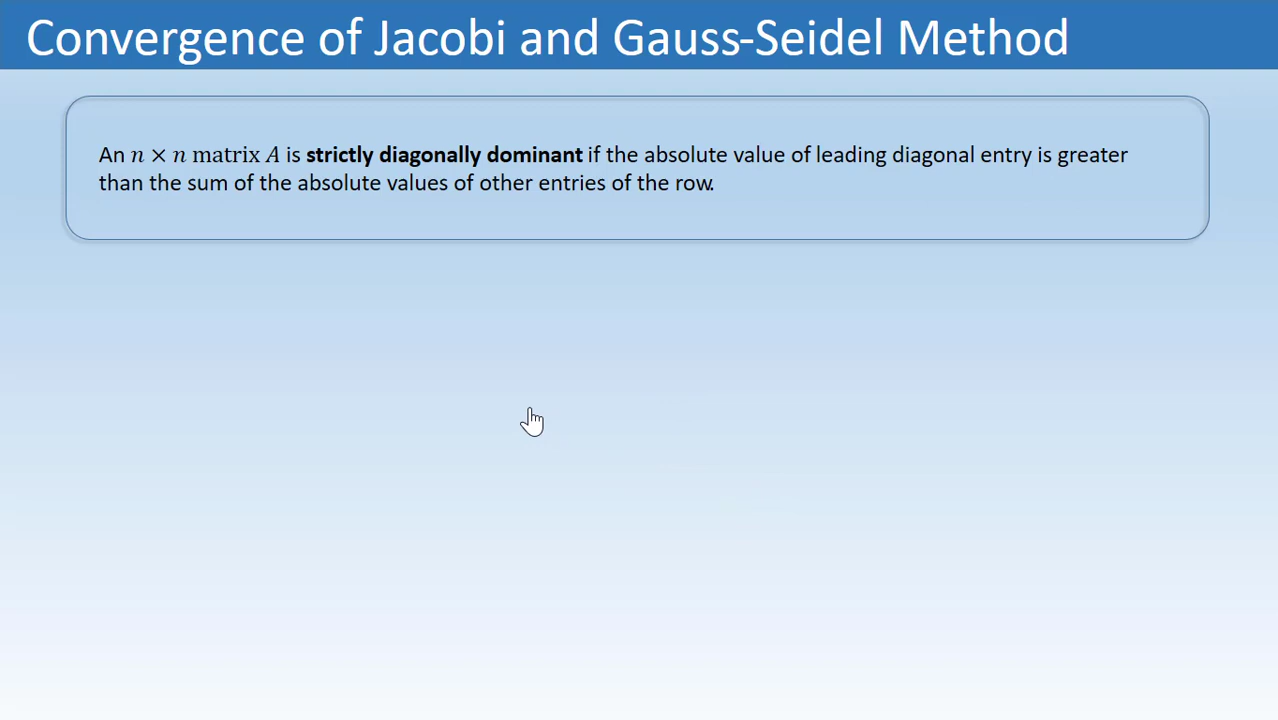 Convergence of Jacobi and Gauss-Seidel Method
An n × n matrix A is strictly diagonally dominant if the absolute value of leading diagonal entry is greater
than the sum of the absolute values of other entries of the row.